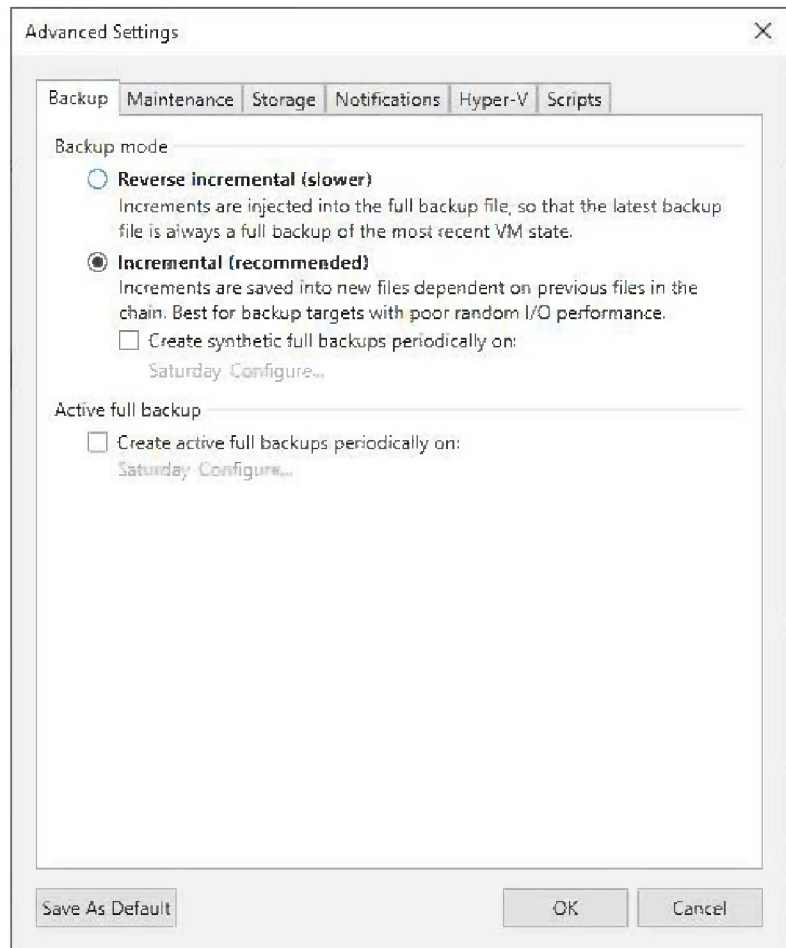 Advanced Settings
Backup Maintenance Storage Notifications Hyper-V Scripts
Backup mode
Reverse incremental (slower)
Increments are injected into the full backup file, so that the latest backup
file is always a full backup of the most recent VM state.
Incremental (recommended)
Increments are saved into new files dependent on previous files in the
chain. Best for backup targets with poor random I/O performance.
Create synthetic full backups periodically on:
Saturday Configure...
Active full backup
Create active full backups periodically on:
Saturday Configure...
Save As Default OK Cancel